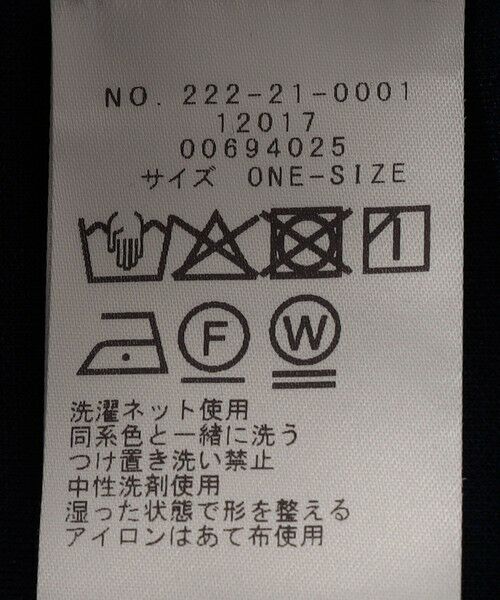 NO. 222-21-0001
12017
00694025
サイズ ONE-SIZE
F W
洗濯ネット使用
同系色と一緒に洗う
つけ置き洗い禁止
中性洗剤使用
湿った状態で形を整える
アイロンはあて布使用